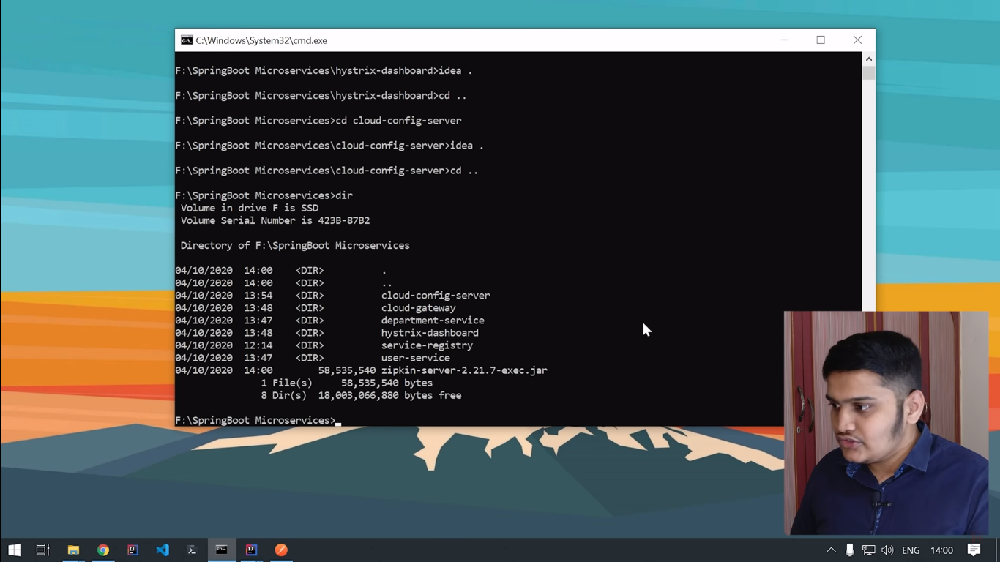 C:\Windows\System32\cmd.exe
F:\SpringBoot Microservices\hystrix-dashboard>idea .
F:\SpringBoot Microservices\hystrix-dashboard>cd ..
F:\SpringBoot Microservices>cd cloud-config-server
F:\SpringBoot Microservices\cloud-config-server>idea .
F:\SpringBoot Microservices\cloud-config-server>cd ..
F:\SpringBoot Microservices>dir
Volume in drive F is SSD
Volume Serial Number is 423B-87B2
Directory of F:\SpringBoot Microservices
04/10/2020 14:00 <DIR> .
04/10/2020 14:00 <DIR> ..
04/10/2020 13:54 <DIR> cloud-config-server
04/10/2020 13:48 <DIR> cloud-gateway
04/10/2020 13:47 <DIR> department-service
04/10/2020 13:48 <DIR> hystrix-dashboard
04/10/2020 12:14 <DIR> service-registry
04/10/2020 13:47 <DIR> user-service
04/10/2020 14:00 58,535,540 zipkin-server-2.21.7-exec.jar
1 File(s) 58,535,540 bytes
8 Dir(s) 18,003,066,880 bytes free
F:\SpringBoot Microservices>
ENG 14:00